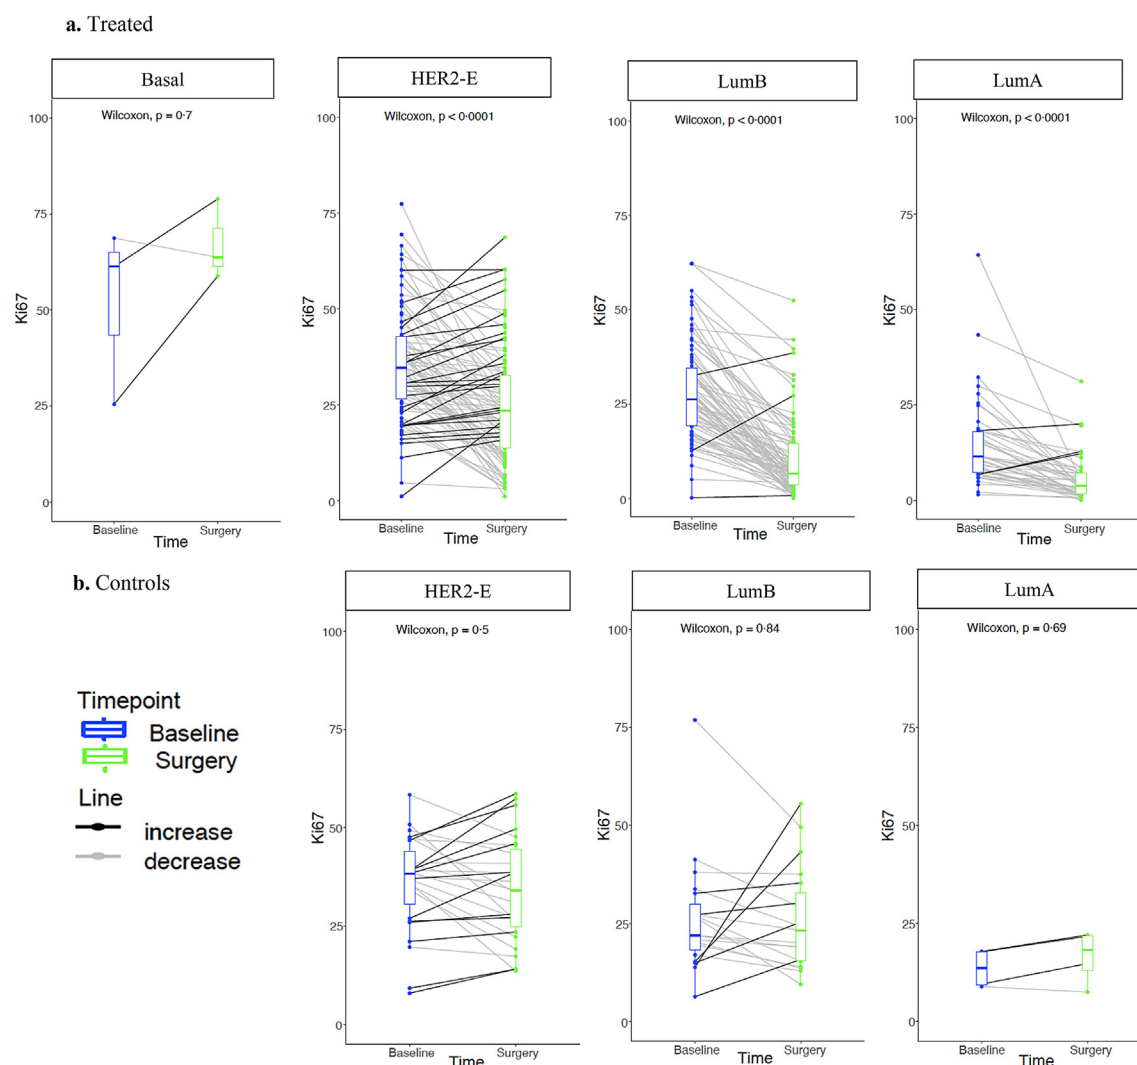 a. Treated
Basal
HER2-E
LumB
LumA
Wilcoxon, p = 0·7
Wilcoxon, p < 0·0001
Wilcoxon, p < 0·0001
Wilcoxon, p < 0·0001
Ki67
100
75
50
25
0
Baseline
Surgery
Time
Ki67
100
75
50
25
0
Baseline
Surgery
Time
Ki67
100
75
50
25
0
Baseline
Surgery
Time
Ki67
100
75
50
25
0
Baseline
Surgery
Time
b. Controls
HER2-E
LumB
LumA
Wilcoxon, p = 0·5
Wilcoxon, p = 0·84
Wilcoxon, p = 0·69
Timepoint
Baseline
Surgery
Line
increase
decrease
Ki67
100
75
50
25
0
Baseline
Surgery
Time
Ki67
100
75
50
25
0
Baseline
Surgery
Time
Ki67
100
75
50
25
0
Baseline
Surgery
Time